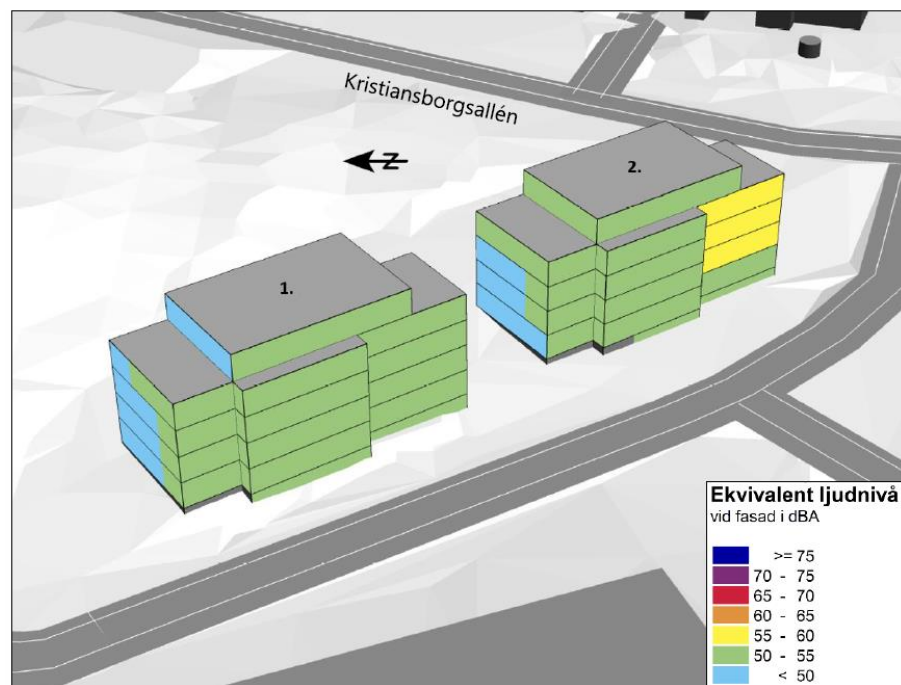 Kristiansborgsallén
N
2.
1.
Ekvivalent ljudnivå
vid fasad i dBA
>= 75
70 - 75
65 - 70
60 - 65
55 - 60
50 - 55
< 50